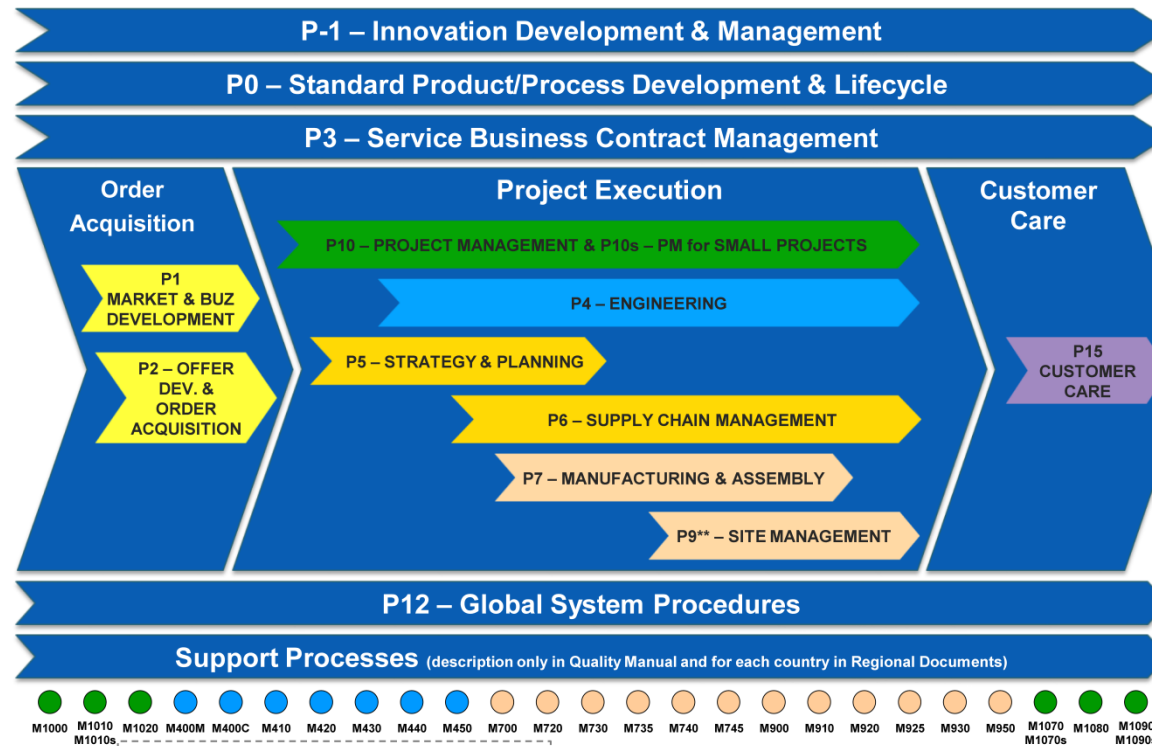 P-1 – Innovation Development & Management
P0 – Standard Product/Process Development & Lifecycle
P3 – Service Business Contract Management
Order
Acquisition
Project Execution
Customer
Care
P10 – PROJECT MANAGEMENT & P10s – PM for SMALL PROJECTS
P1
MARKET & BUZ
DEVELOPMENT
P4 – ENGINEERING
P5 – STRATEGY & PLANNING
P2 – OFFER
DEV. &
ORDER
ACQUISITION
P15
CUSTOMER
CARE
P6 – SUPPLY CHAIN MANAGEMENT
P7 – MANUFACTURING & ASSEMBLY
P9** – SITE MANAGEMENT
P12 – Global System Procedures
Support Processes (description only in Quality Manual and for each country in Regional Documents)
M1000 M1010 M1020 M400M M400C M410 M420 M430 M440 M450 M700 M720 M730 M735 M740 M745 M900 M910 M920 M925 M930 M950 M1070 M1080 M1090
M1010s M1070s M1090s